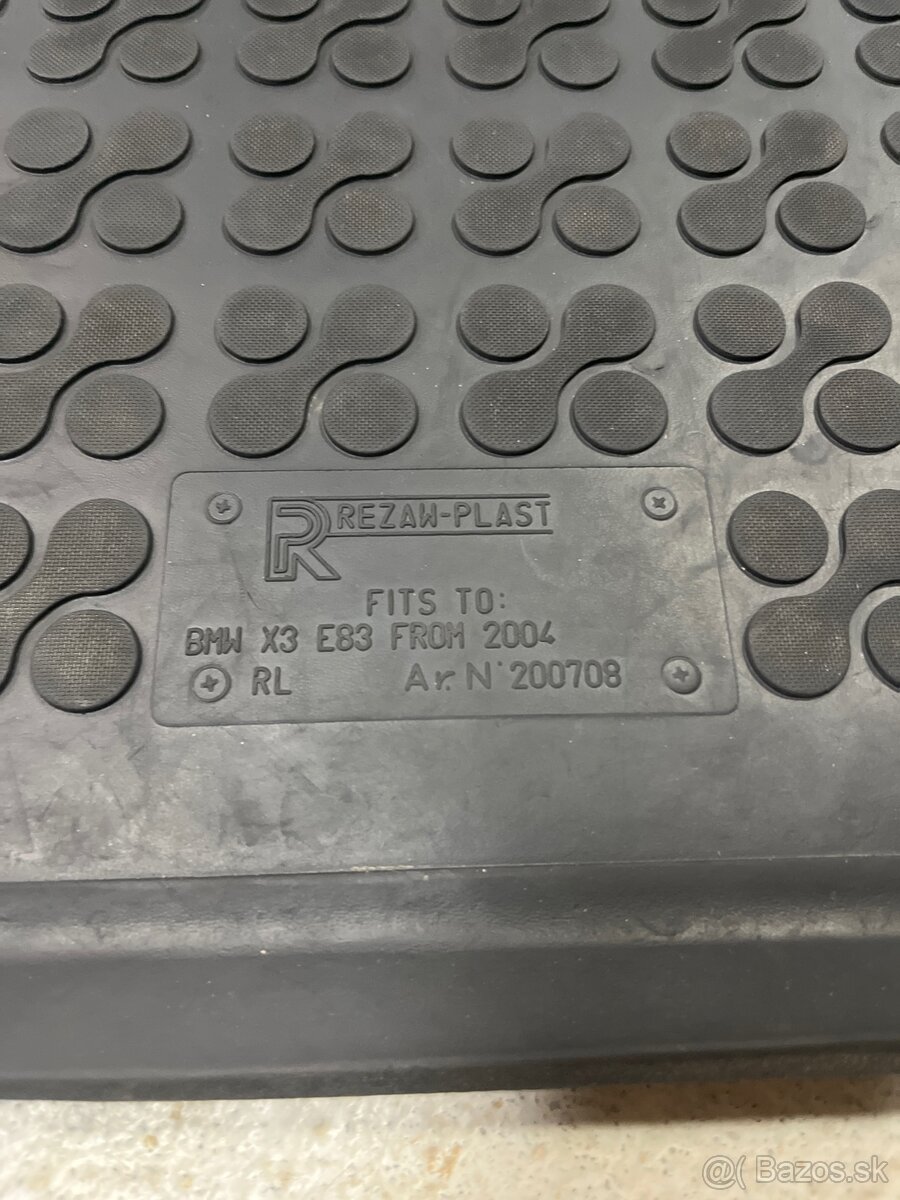 REZAW-PLAST
FITS TO:
BMW X3 E83 FROM 2004
RL Ar.N° 200708
@( Bazos.sk